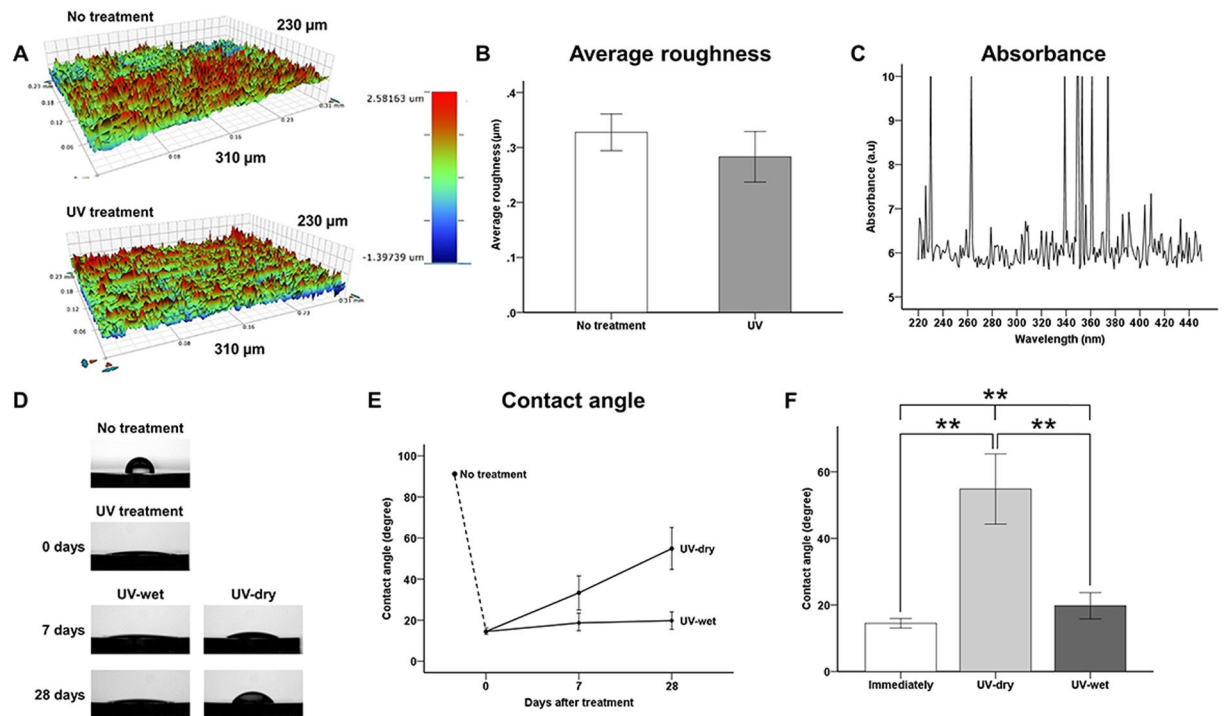 A
No treatment
230 µm
0.23 mm
0.18
0.12
0.06
0.08
0.16
0.23
0.31 mm
310 µm
2.58163 um
-1.39739 um
UV treatment
230 µm
0.23 mm
0.18
0.12
0.06
0.08
0.16
0.23
0.31 mm
310 µm
B
Average roughness
Average roughness (µm)
.4
.3
.2
.1
.0
No treatment
UV
C
Absorbance
Absorbance (a.u)
10
9
8
7
6
5
220 240 260 280 300 320 340 360 380 400 420 440
Wavelength (nm)
D
No treatment
UV treatment
0 days
UV-wet
UV-dry
7 days
28 days
E
Contact angle
Contact angle (degree)
100
80
60
40
20
0
No treatment
UV-dry
UV-wet
0
7
28
Days after treatment
F
**
**
**
Contact angle (degree)
60
40
20
0
Immediately
UV-dry
UV-wet